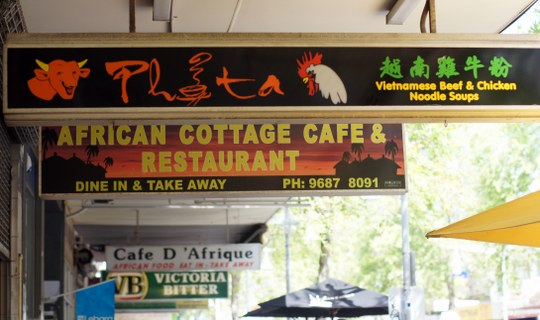 Phở ta
越南雞牛粉
Vietnamese Beef & Chicken
Noodle Soups
AFRICAN COTTAGE CAFE &
RESTAURANT
DINE IN & TAKE AWAY PH: 9687 8091
Cafe D'Afrique
AFRICAN FOOD EAT IN - TAKE AWAY
VB VICTORIA
BITTER